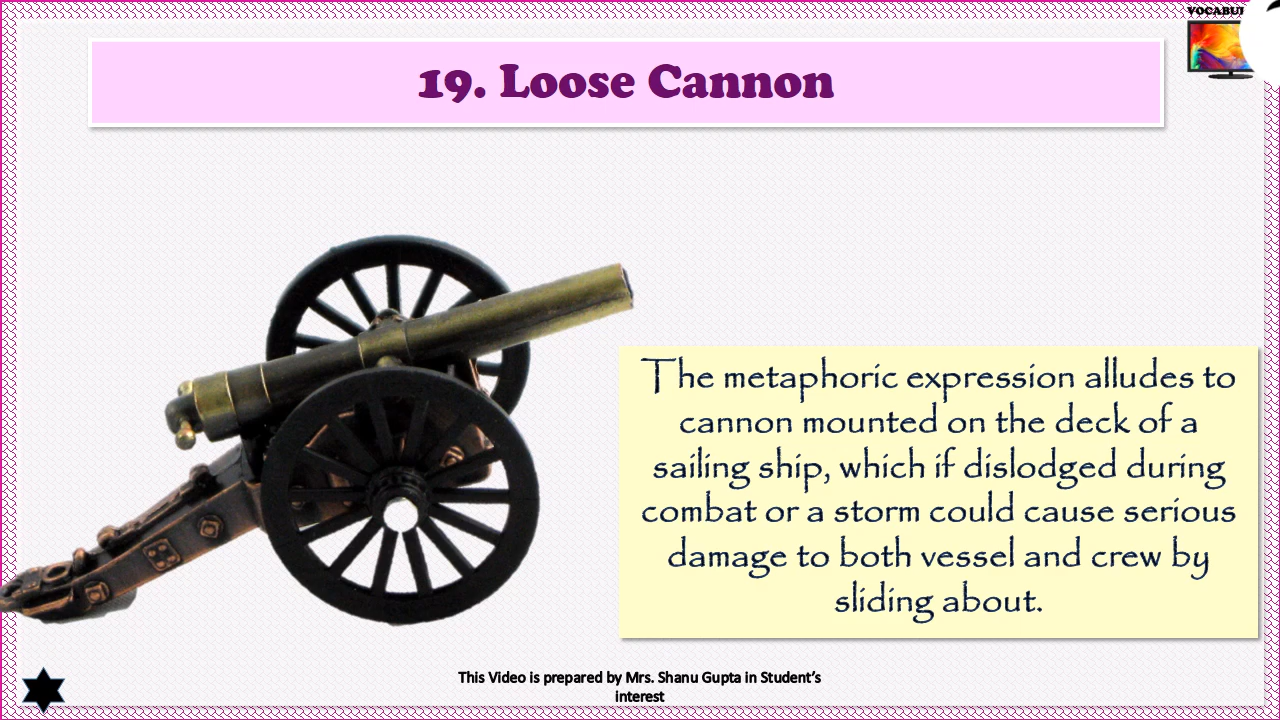 19. Loose Cannon
The metaphoric expression alludes to
cannon mounted on the deck of a
sailing ship, which if dislodged during
combat or a storm could cause serious
damage to both vessel and crew by
sliding about.
This Video is prepared by Mrs. Shanu Gupta in Student’s
interest